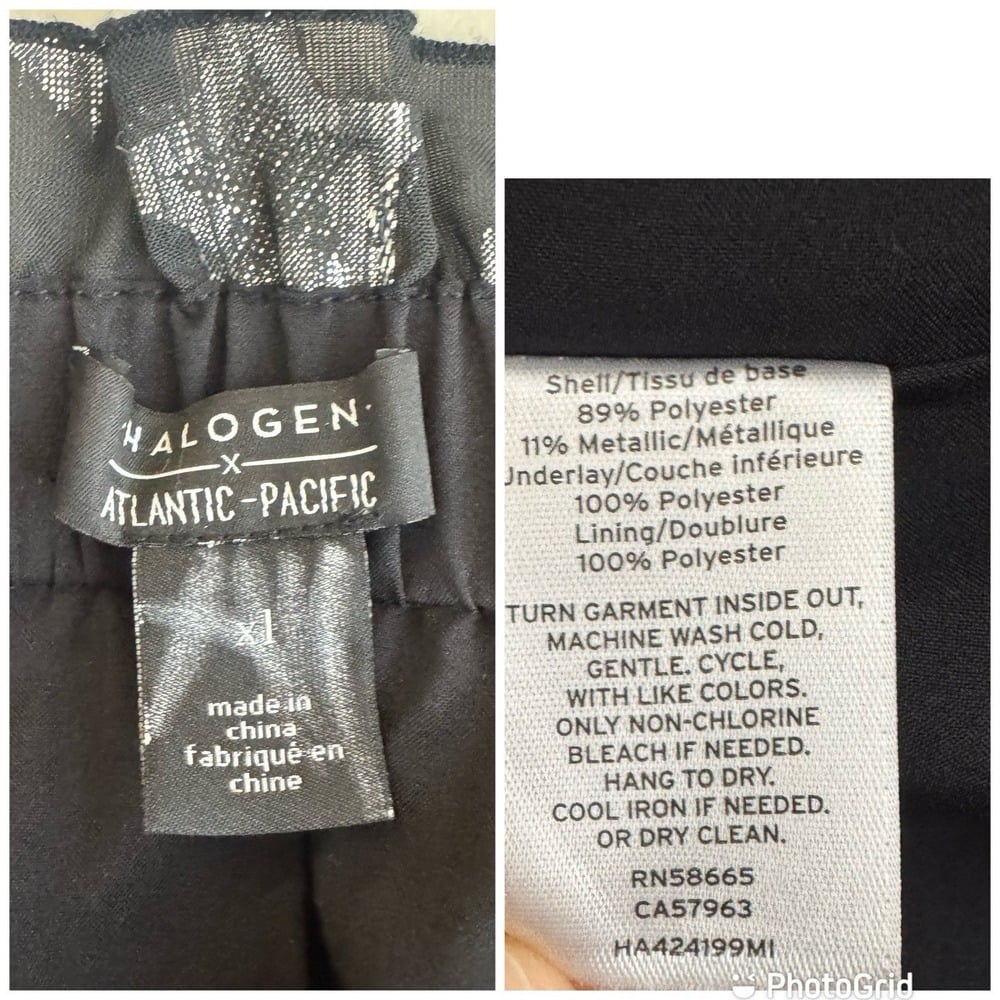 HALOGEN
X
ATLANTIC-PACIFIC
xl
made in
china
fabriqué en
chine
Shell/Tissu de base
89% Polyester
11% Metallic/Métallique
Underlay/Couche inférieure
100% Polyester
Lining/Doublure
100% Polyester
TURN GARMENT INSIDE OUT,
MACHINE WASH COLD,
GENTLE. CYCLE,
WITH LIKE COLORS.
ONLY NON-CHLORINE
BLEACH IF NEEDED.
HANG TO DRY.
COOL IRON IF NEEDED.
OR DRY CLEAN.
RN58665
CA57963
HA424199MI
PhotoGrid